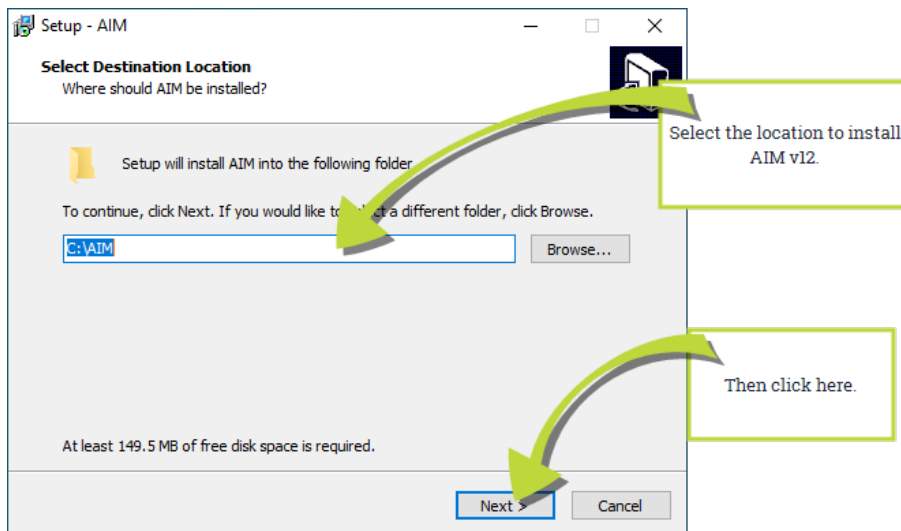 Setup - AIM
Select Destination Location
Where should AIM be installed?
Select the location to install
AIM v12.
Setup will install AIM into the following folder
To continue, click Next. If you would like to a different folder, click Browse.
C:\AIM
Browse...
Then click here.
At least 149.5 MB of free disk space is required.
Next >
Cancel